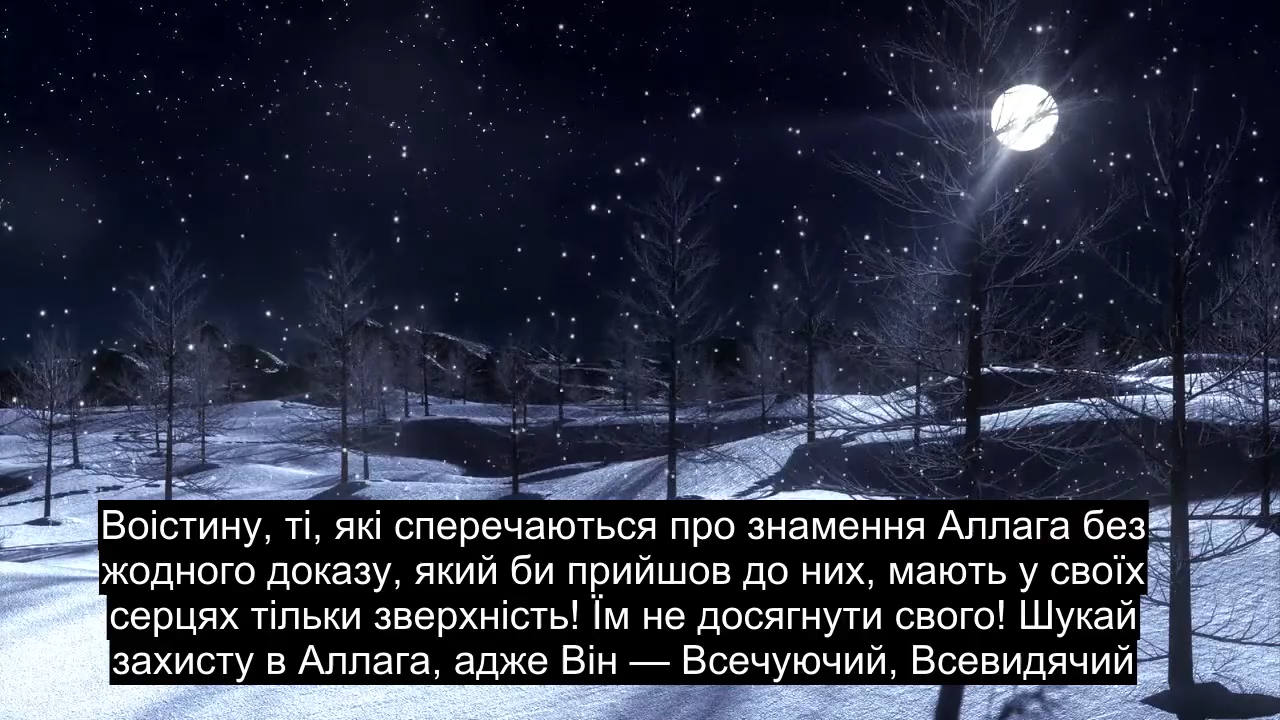 Воістину, ті, які сперечаються про знамення Аллага без
жодного доказу, який би прийшов до них, мають у своїх
серцях тільки зверхність! Їм не досягнути свого! Шукай
захисту в Аллага, адже Він — Всечуючий, Всевидячий